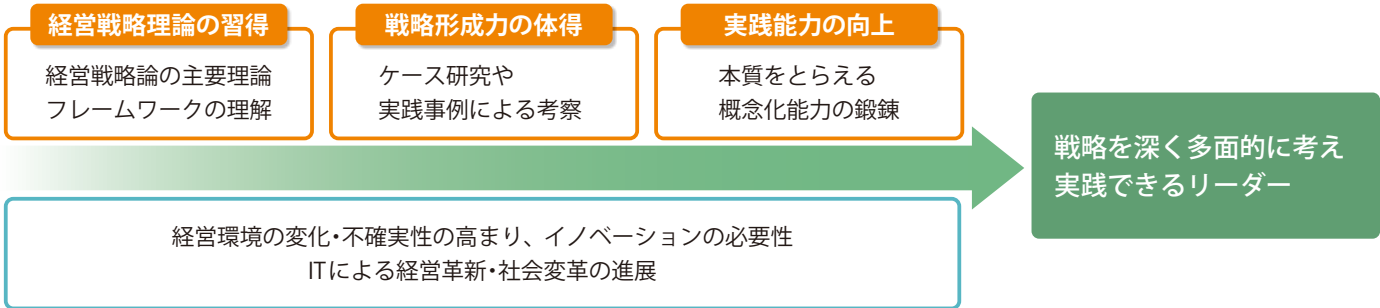 経営戦略理論の習得
経営戦略論の主要理論
フレームワークの理解
戦略形成力の体得
ケース研究や
実践事例による考察
実践能力の向上
本質をとらえる
概念化能力の鍛錬
戦略を深く多面的に考え
実践できるリーダー
経営環境の変化・不確実性の高まり、イノベーションの必要性
ITによる経営革新・社会変革の進展